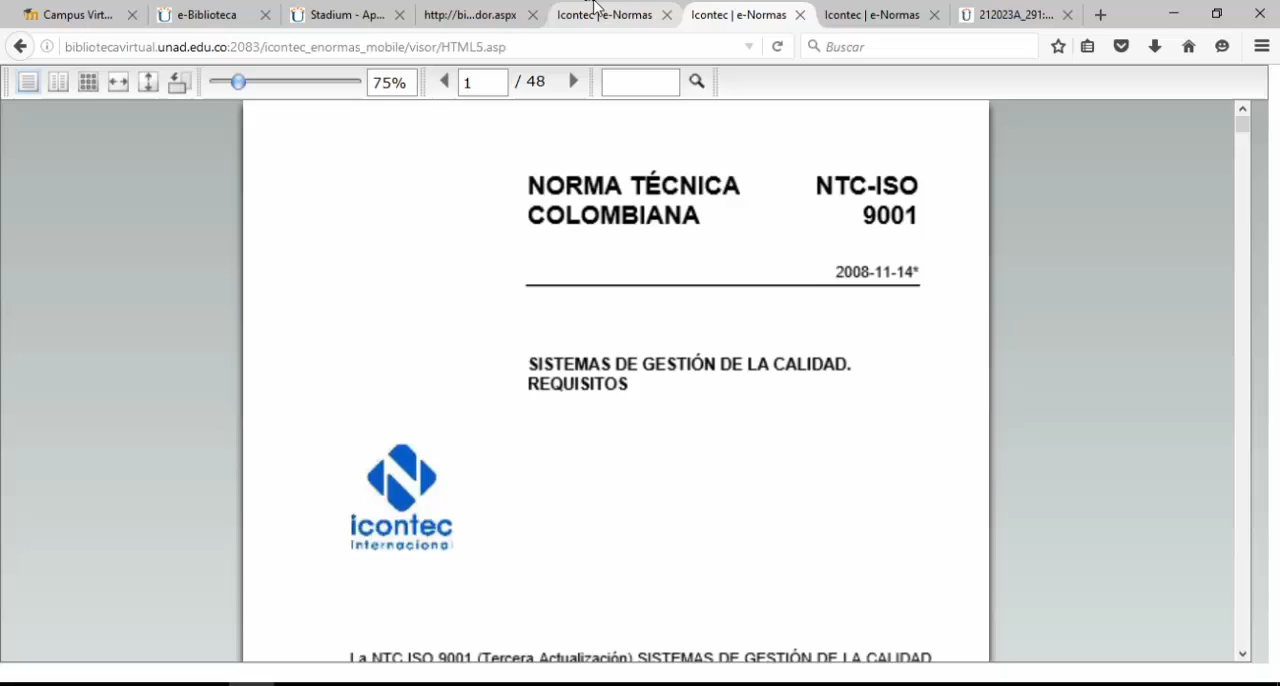 Campus Virt...
e-Biblioteca
Stadium - Ap...
http://bi...dor.aspx
Icontec | e-Normas
Icontec | e-Normas
Icontec | e-Normas
212023A_291:...
bibliotecavirtual.unad.edu.co:2083/icontec_enormas_mobile/visor/HTML5.asp
Buscar
75%
1
/ 48
NORMA TÉCNICA
COLOMBIANA
NTC-ISO
9001
2008-11-14*
SISTEMAS DE GESTIÓN DE LA CALIDAD.
REQUISITOS
icontec
internacional
La NTC ISO 9001 (Tercera Actualización) SISTEMAS DE GESTIÓN DE LA CALIDAD